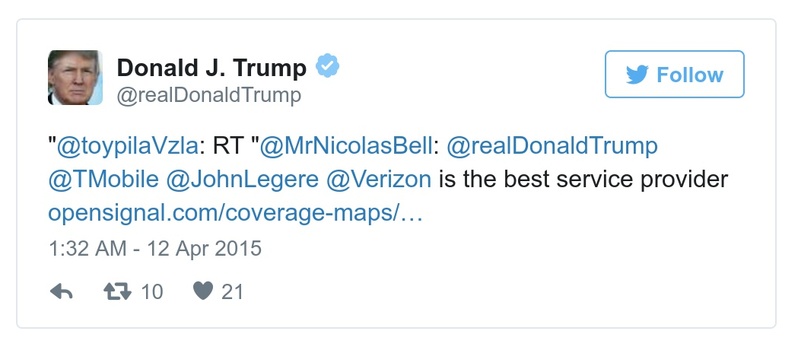 Donald J. Trump
@realDonaldTrump
Follow
"@toypilaVzla: RT "@MrNicolasBell: @realDonaldTrump
@TMobile @JohnLegere @Verizon is the best service provider
opensignal.com/coverage-maps/…
1:32 AM - 12 Apr 2015
10 21